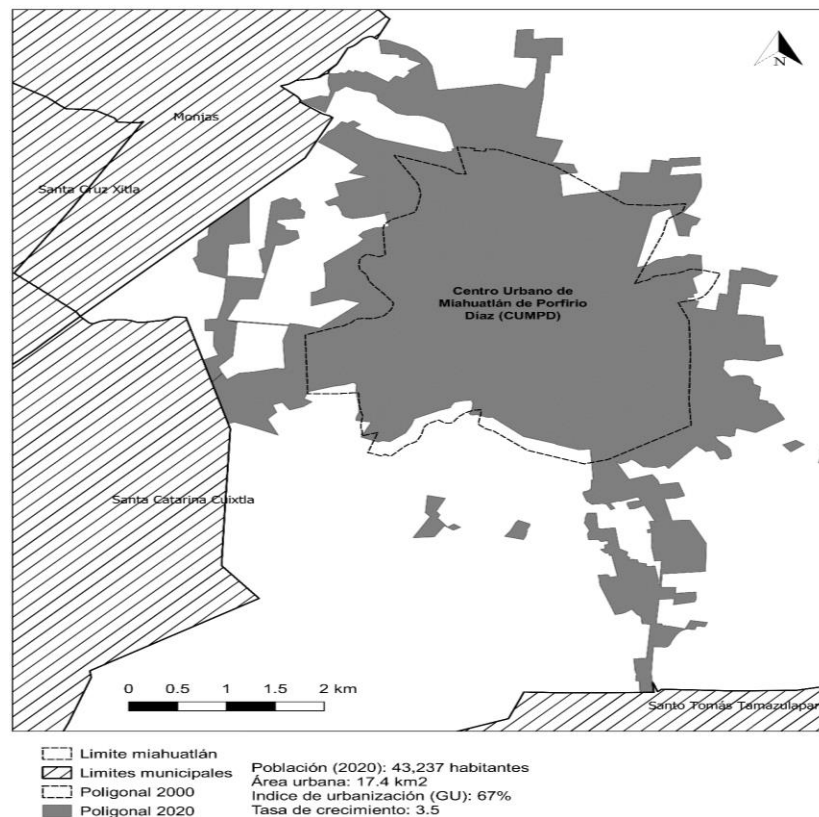 N
Monjas
Santa Cruz Xitla
Centro Urbano de
Miahuatlán de Porfirio
Díaz (CUMPD)
Santa Catarina Cuixtla
0 0.5 1 1.5 2 km
Santo Tomás Tamazulapan
Limite miahuatlán
Limites municipales
Poligonal 2000
Poligonal 2020
Población (2020): 43,237 habitantes
Área urbana: 17.4 km2
Indice de urbanización (GU): 67%
Tasa de crecimiento: 3.5